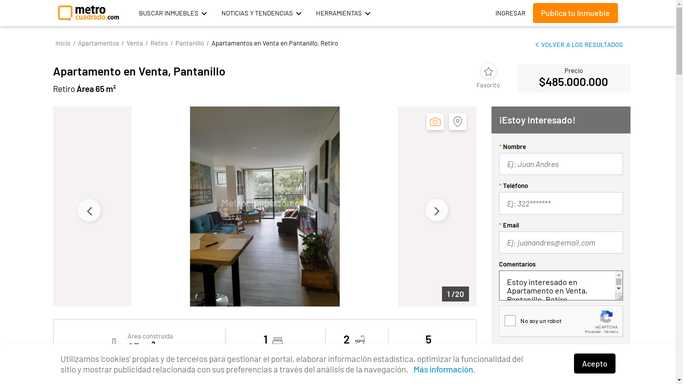 metro
cuadrado.com
BUSCAR INMUEBLES
NOTICIAS Y TENDENCIAS
HERRAMIENTAS
INGRESAR
Publica tu Inmueble
Inicio / Apartamentos / Venta / Retiro / Pantanillo / Apartamentos en Venta en Pantanillo, Retiro
VOLVER A LOS RESULTADOS
Apartamento en Venta, Pantanillo
Retiro Área 65 m²
Favorito
Precio
$485.000.000
1 /20
¡Estoy Interesado!
* Nombre
Ej: Juan Andres
* Teléfono
Ej: 322*******
* Email
Ej: juanandres@email.com
Comentarios
Estoy interesado en
Apartamento en Venta,
Pantanillo, Retiro
No soy un robot
reCAPTCHA
Privacidad - Términos
Área construida
1
2
5
Utilizamos 'cookies' propias y de terceros para gestionar el portal, elaborar información estadística, optimizar la funcionalidad del
sitio y mostrar publicidad relacionada con sus preferencias a través del análisis de la navegación. Más información.
Acepto